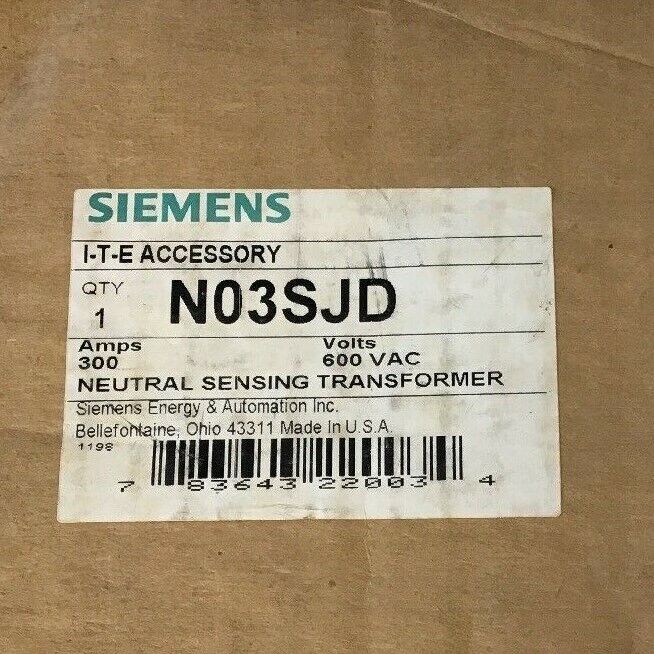 SIEMENS
I-T-E ACCESSORY
QTY
1 N03SJD
Amps Volts
300 600 VAC
NEUTRAL SENSING TRANSFORMER
Siemens Energy & Automation Inc.
Bellefontaine, Ohio 43311 Made In U.S.A.
1198
7 83643 22003 4